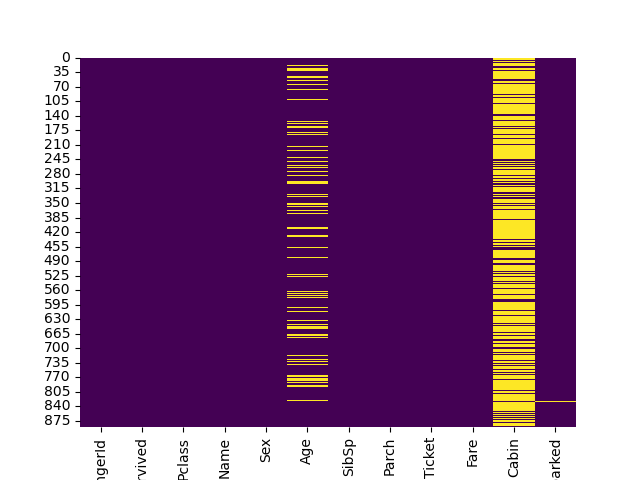 0
35
70
105
140
175
210
245
280
315
350
385
420
455
490
525
560
595
630
665
700
735
770
805
840
875
ngerId
rvived
Pclass
Name
Sex
Age
SibSp
Parch
Ticket
Fare
Cabin
arked